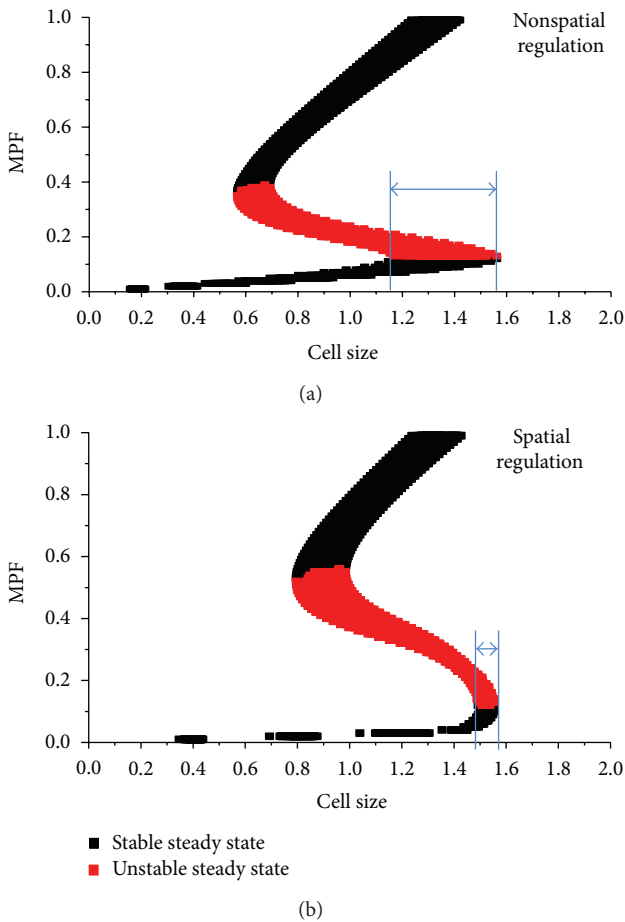 1.0
0.8
0.6
0.4
0.2
0.0
MPF
Nonspatial
regulation
0.0 0.2 0.4 0.6 0.8 1.0 1.2 1.4 1.6 1.8 2.0
Cell size
(a)
1.0
0.8
0.6
0.4
0.2
0.0
MPF
Spatial
regulation
0.0 0.2 0.4 0.6 0.8 1.0 1.2 1.4 1.6 1.8 2.0
Cell size
Stable steady state
Unstable steady state
(b)